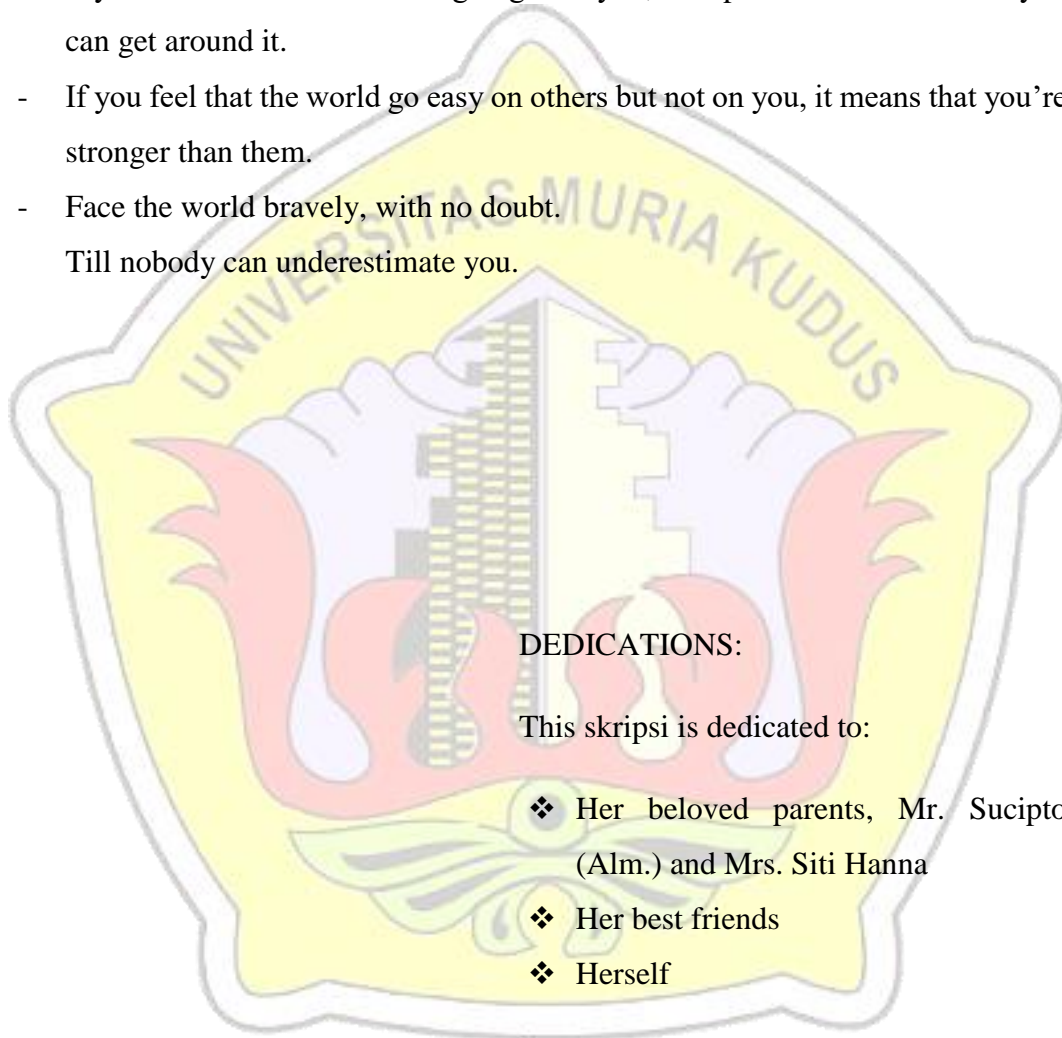 can get around it.
- If you feel that the world go easy on others but not on you, it means that you're
stronger than them.
- Face the world bravely, with no doubt.
Till nobody can underestimate you.
UNIVERSITAS MURIA KUDUS
DEDICATIONS:
This skripsi is dedicated to:
❖ Her beloved parents, Mr. Sucipto
(Alm.) and Mrs. Siti Hanna
❖ Her best friends
❖ Herself